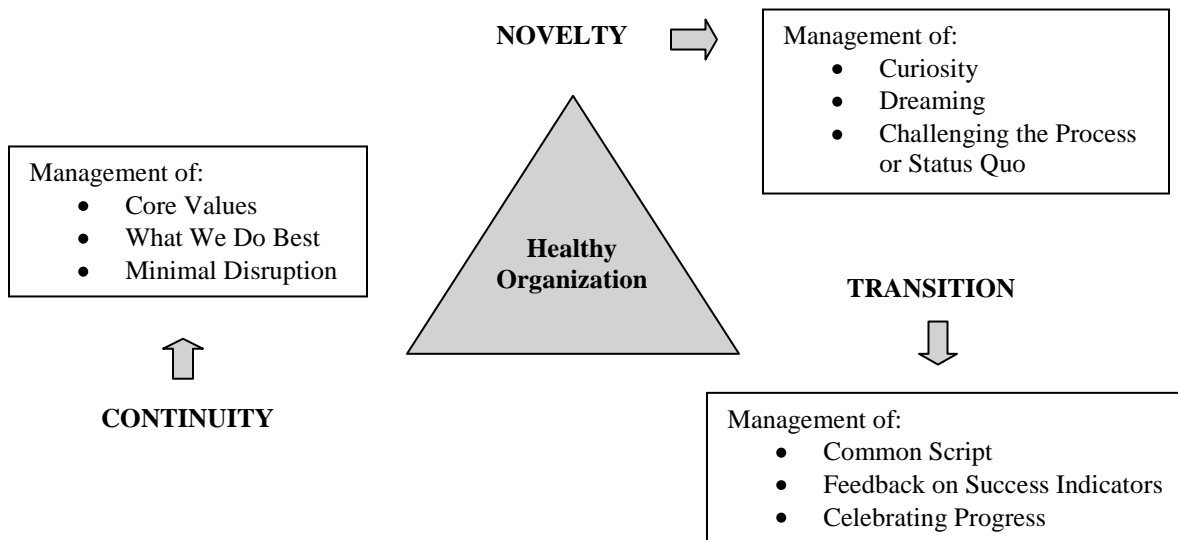 NOVELTY
Management of:
• Curiosity
• Dreaming
• Challenging the Process
or Status Quo
Management of:
• Core Values
• What We Do Best
• Minimal Disruption
Healthy
Organization
TRANSITION
CONTINUITY
Management of:
• Common Script
• Feedback on Success Indicators
• Celebrating Progress